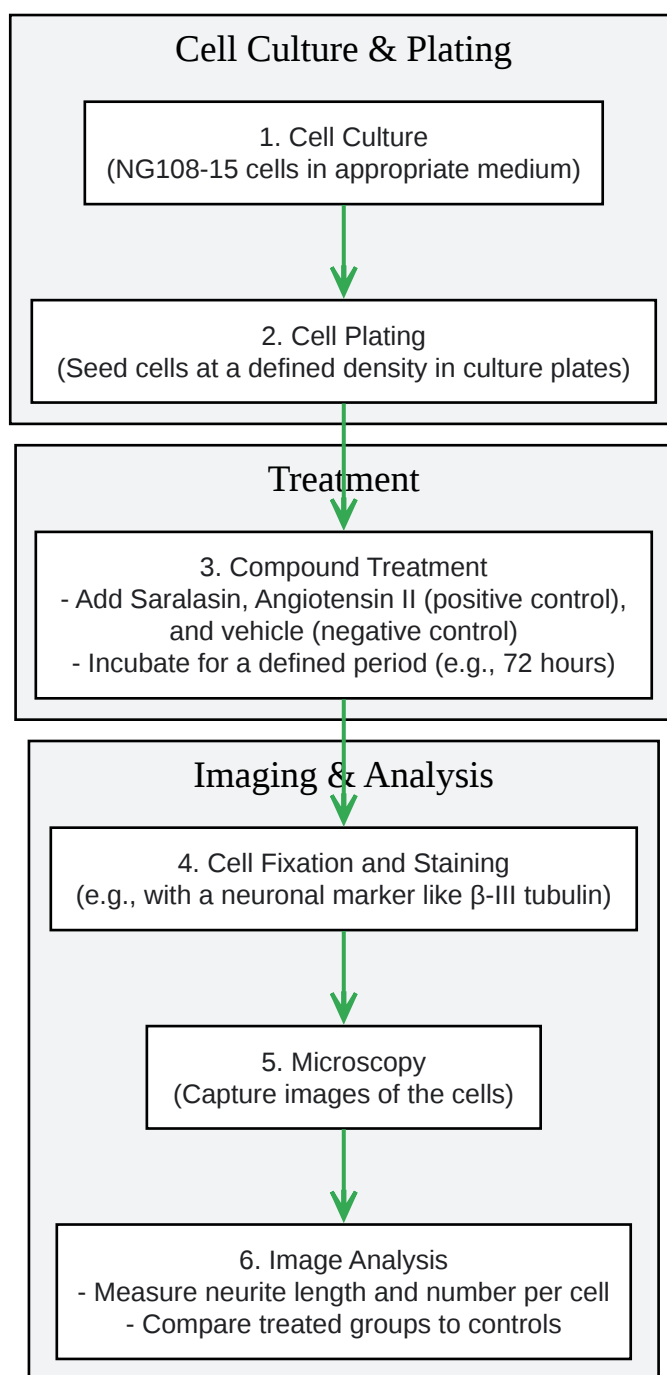 Cell Culture & Plating
1. Cell Culture
(NG108-15 cells in appropriate medium)
2. Cell Plating
(Seed cells at a defined density in culture plates)
Treatment
3. Compound Treatment
- Add Saralasin, Angiotensin II (positive control),
and vehicle (negative control)
- Incubate for a defined period (e.g., 72 hours)
Imaging & Analysis
4. Cell Fixation and Staining
(e.g., with a neuronal marker like β-III tubulin)
5. Microscopy
(Capture images of the cells)
6. Image Analysis
- Measure neurite length and number per cell
- Compare treated groups to controls